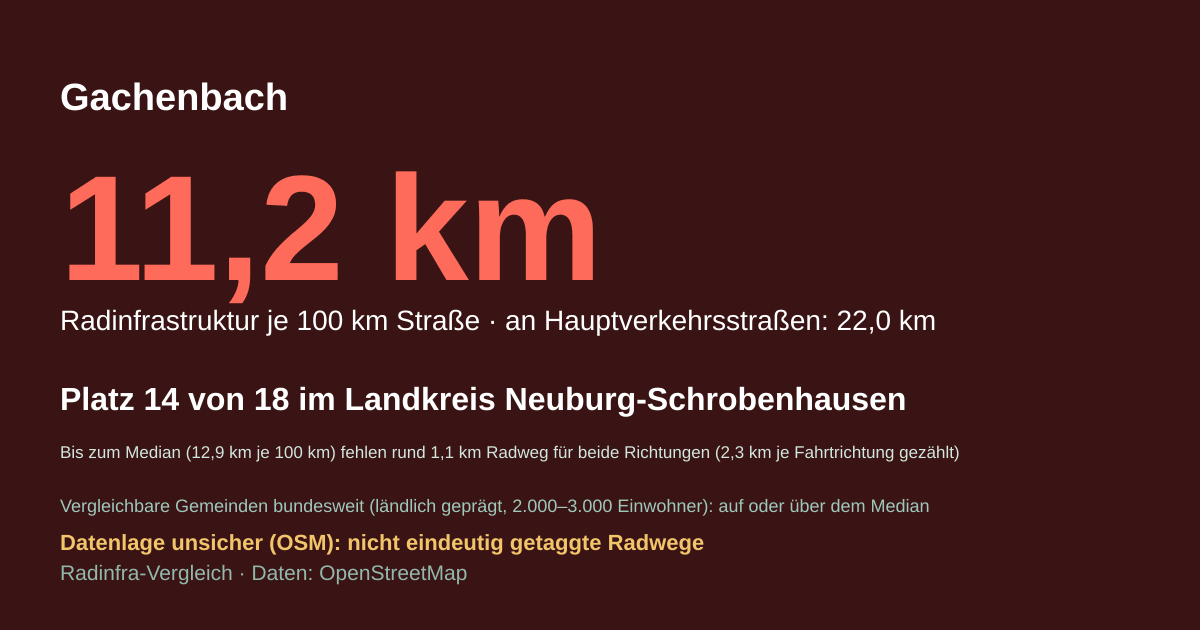 Gachenbach
11,2 km
Radinfrastruktur je 100 km Straße · an Hauptverkehrsstraßen: 22,0 km
Platz 14 von 18 im Landkreis Neuburg-Schrobenhausen
Bis zum Median (12,9 km je 100 km) fehlen rund 1,1 km Radweg für beide Richtungen (2,3 km je Fahrtrichtung gezählt)
Vergleichbare Gemeinden bundesweit (ländlich geprägt, 2.000–3.000 Einwohner): auf oder über dem Median
Datenlage unsicher (OSM): nicht eindeutig getaggte Radwege
Radinfra-Vergleich · Daten: OpenStreetMap